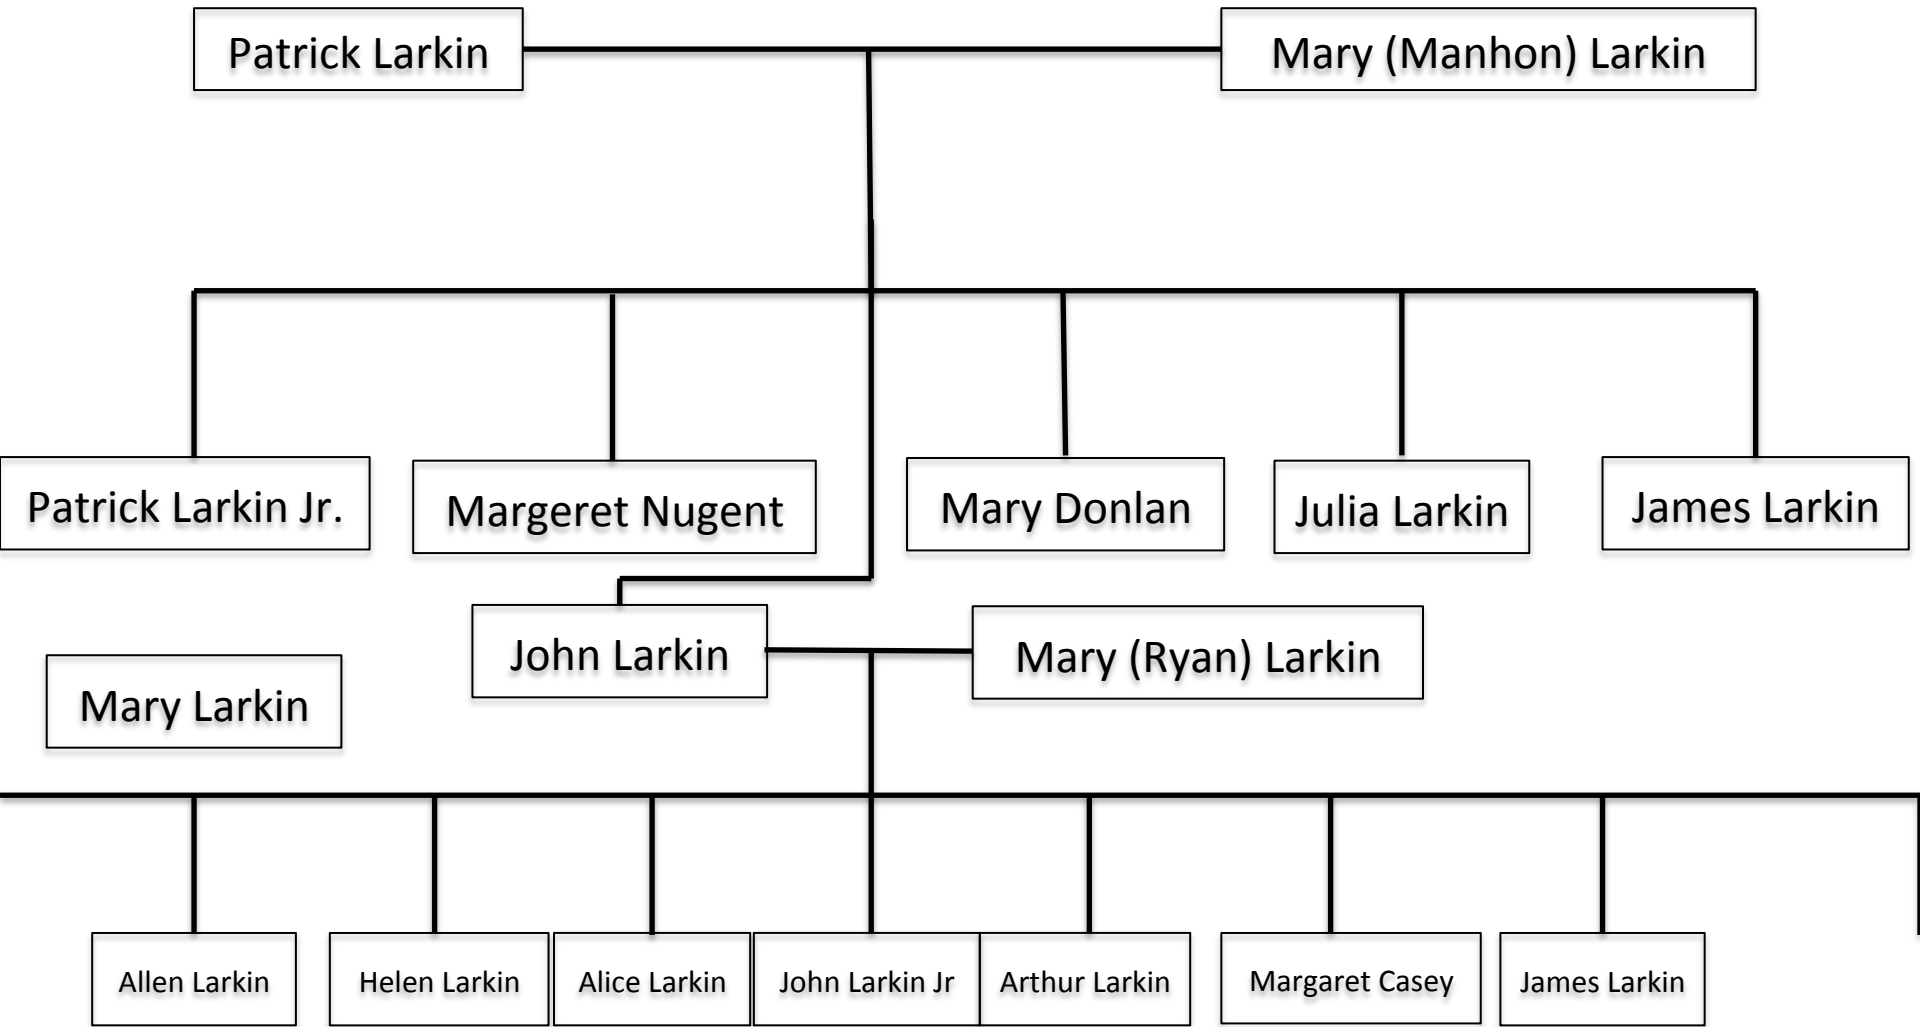 Patrick Larkin
Mary (Manhon) Larkin
Patrick Larkin Jr.
Margeret Nugent
Mary Donlan
Julia Larkin
James Larkin
John Larkin
Mary (Ryan) Larkin
Mary Larkin
Allen Larkin
Helen Larkin
Alice Larkin
John Larkin Jr
Arthur Larkin
Margaret Casey
James Larkin